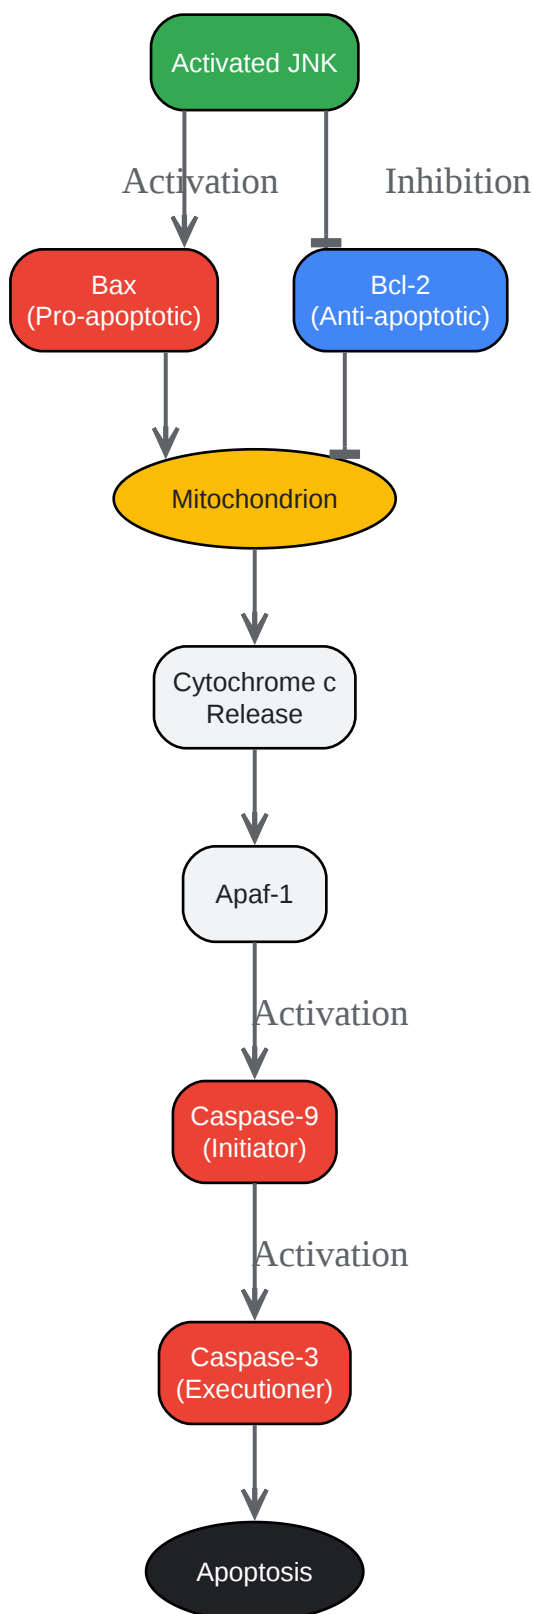 Activated JNK
Activation
Inhibition
Bax
(Pro-apoptotic)
Bcl-2
(Anti-apoptotic)
Mitochondrion
Cytochrome c
Release
Apaf-1
Activation
Caspase-9
(Initiator)
Activation
Caspase-3
(Executioner)
Apoptosis